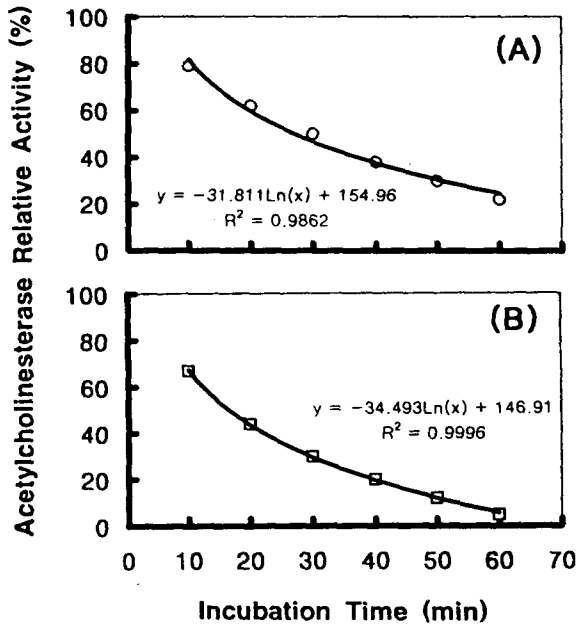 Acetylcholinesterase Relative Activity (%)
100
80
60
40
20
0
(A)
y = −31.811Ln(x) + 154.96
R² = 0.9862
100
80
60
40
20
0
(B)
y = −34.493Ln(x) + 146.91
R² = 0.9996
0 10 20 30 40 50 60 70
Incubation Time (min)